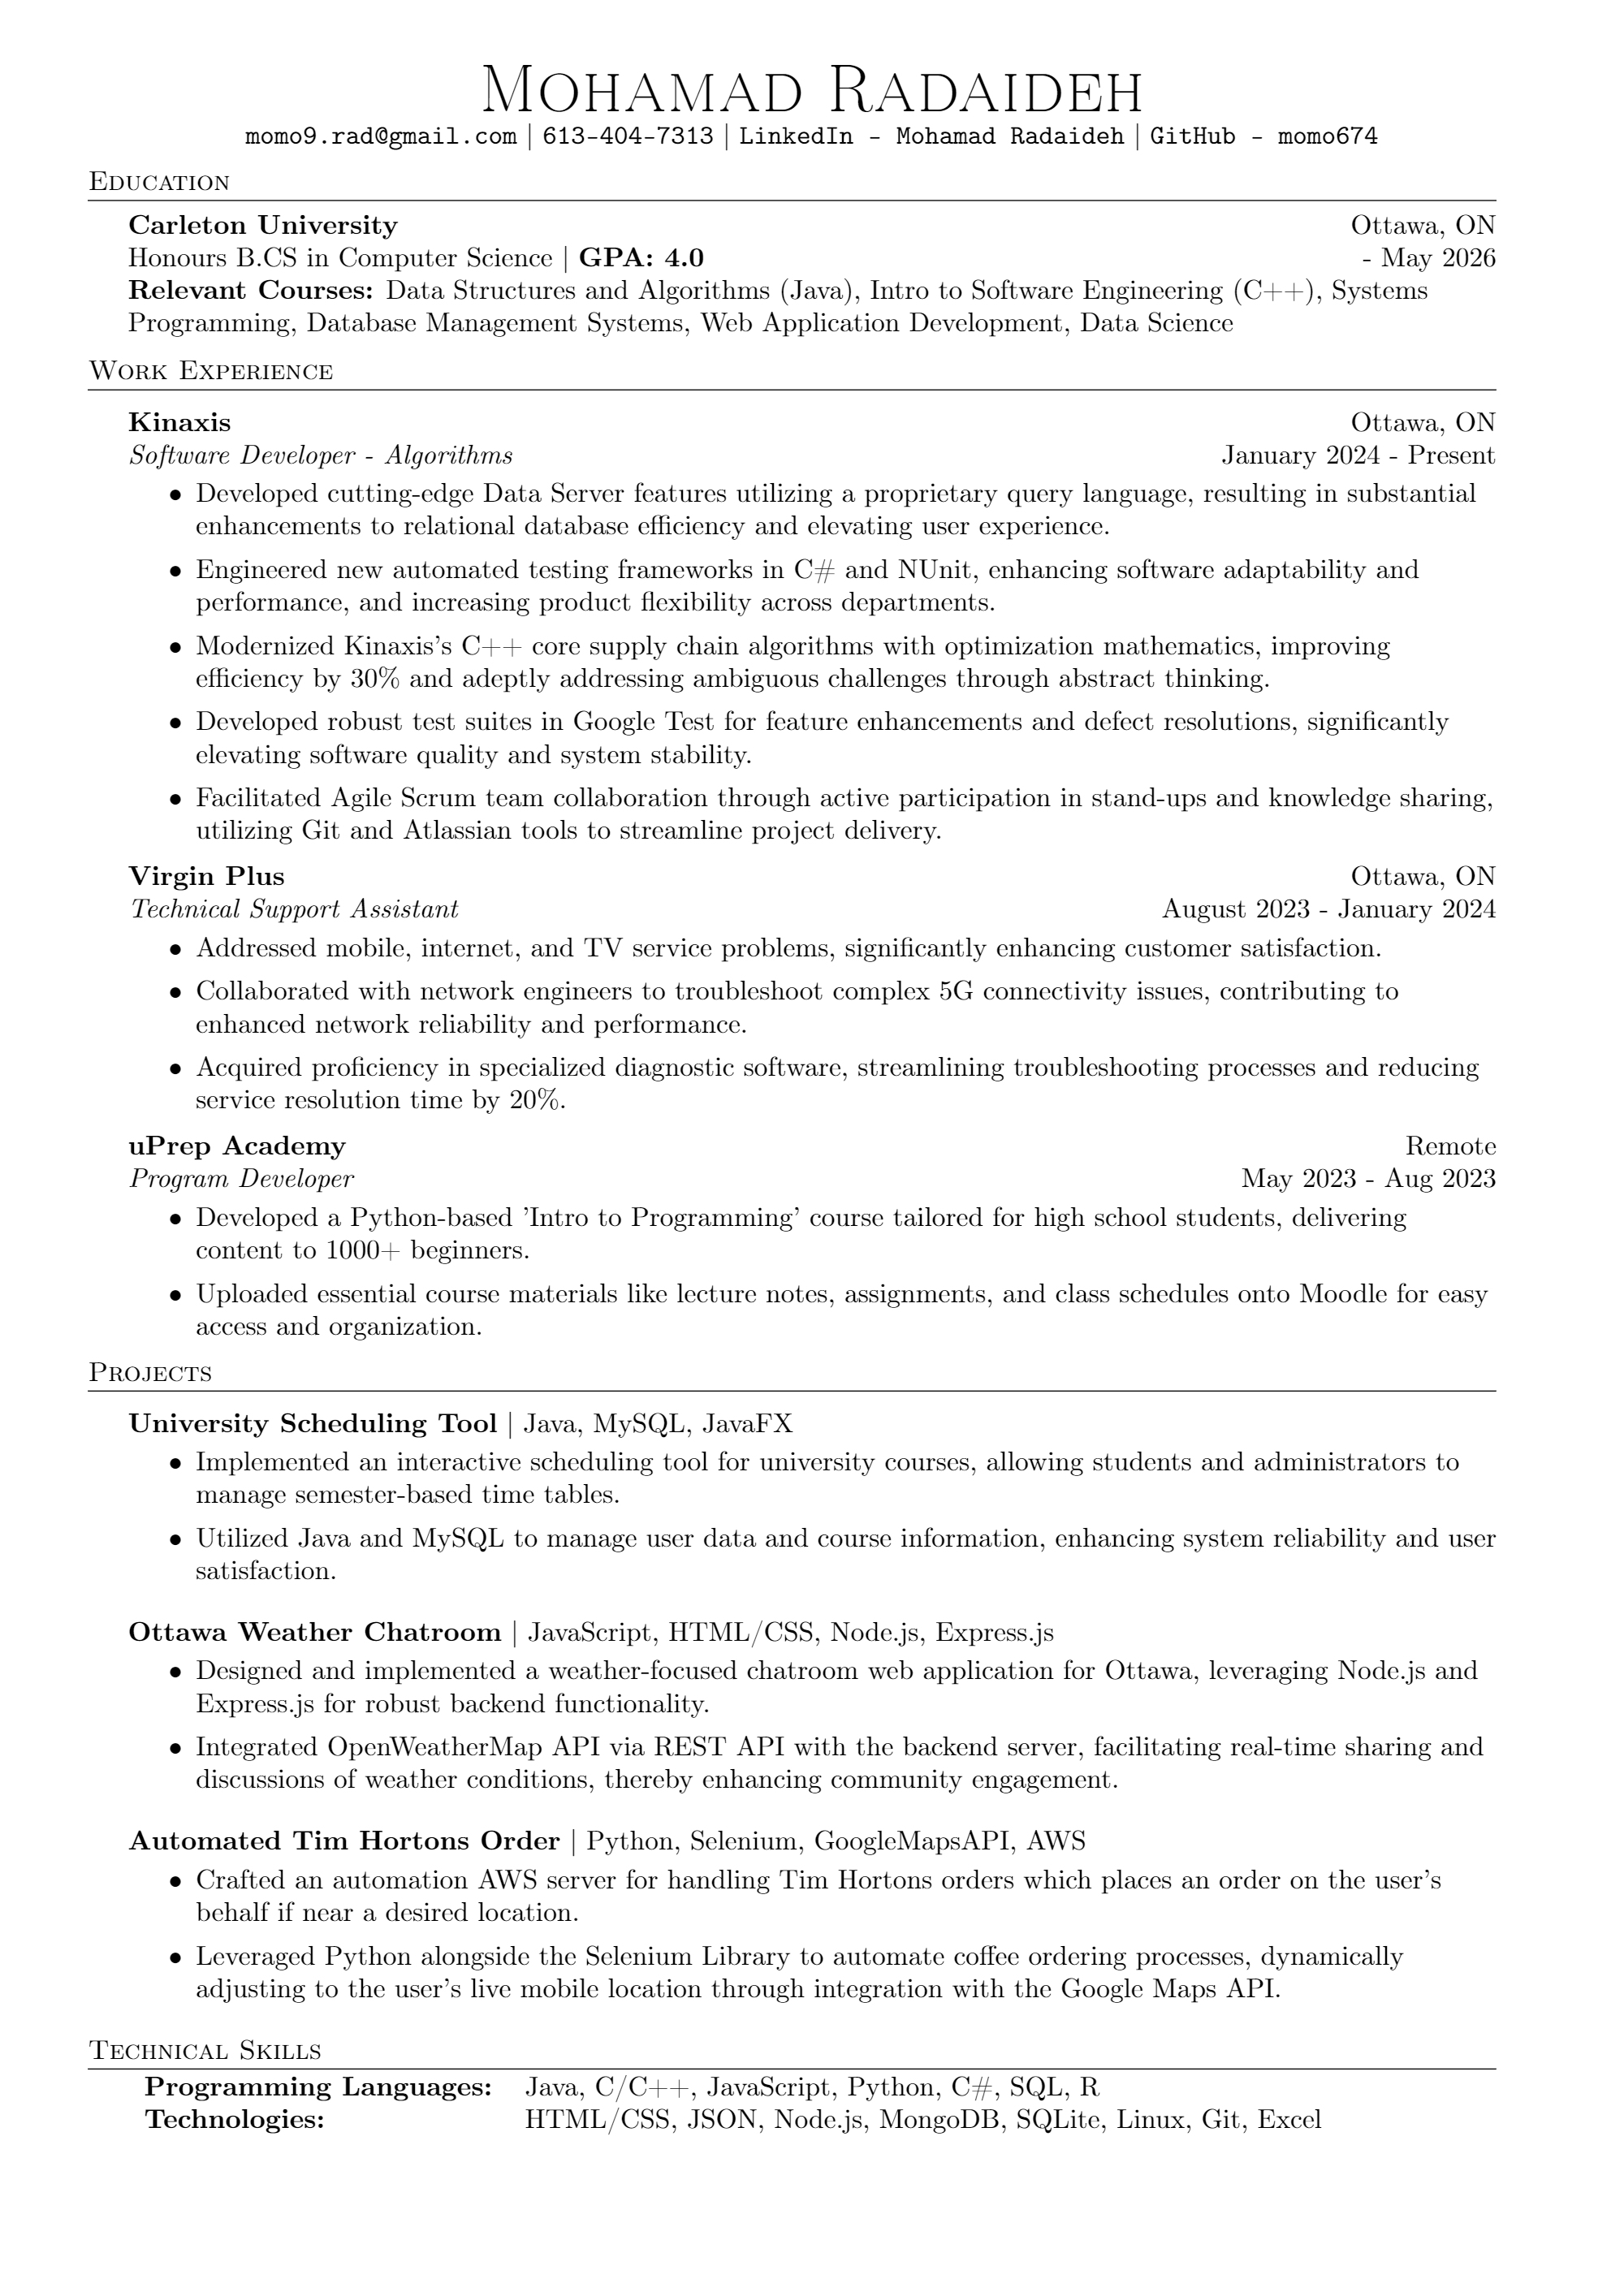 Mohamad Radaideh
momo9.rad@gmail.com | 613-404-7313 | LinkedIn - Mohamad Radaideh | GitHub - momo674
Education
Carleton University Ottawa, ON
Honours B.CS in Computer Science | GPA: 4.0 - May 2026
Relevant Courses: Data Structures and Algorithms (Java), Intro to Software Engineering (C++), Systems
Programming, Database Management Systems, Web Application Development, Data Science
Work Experience
Kinaxis Ottawa, ON
Software Developer - Algorithms January 2024 - Present
• Developed cutting-edge Data Server features utilizing a proprietary query language, resulting in substantial
enhancements to relational database efficiency and elevating user experience.
• Engineered new automated testing frameworks in C# and NUnit, enhancing software adaptability and
performance, and increasing product flexibility across departments.
• Modernized Kinaxis's C++ core supply chain algorithms with optimization mathematics, improving
efficiency by 30% and adeptly addressing ambiguous challenges through abstract thinking.
• Developed robust test suites in Google Test for feature enhancements and defect resolutions, significantly
elevating software quality and system stability.
• Facilitated Agile Scrum team collaboration through active participation in stand-ups and knowledge sharing,
utilizing Git and Atlassian tools to streamline project delivery.
Virgin Plus Ottawa, ON
Technical Support Assistant August 2023 - January 2024
• Addressed mobile, internet, and TV service problems, significantly enhancing customer satisfaction.
• Collaborated with network engineers to troubleshoot complex 5G connectivity issues, contributing to
enhanced network reliability and performance.
• Acquired proficiency in specialized diagnostic software, streamlining troubleshooting processes and reducing
service resolution time by 20%.
uPrep Academy Remote
Program Developer May 2023 - Aug 2023
• Developed a Python-based 'Intro to Programming' course tailored for high school students, delivering
content to 1000+ beginners.
• Uploaded essential course materials like lecture notes, assignments, and class schedules onto Moodle for easy
access and organization.
Projects
University Scheduling Tool | Java, MySQL, JavaFX
• Implemented an interactive scheduling tool for university courses, allowing students and administrators to
manage semester-based time tables.
• Utilized Java and MySQL to manage user data and course information, enhancing system reliability and user
satisfaction.
Ottawa Weather Chatroom | JavaScript, HTML/CSS, Node.js, Express.js
• Designed and implemented a weather-focused chatroom web application for Ottawa, leveraging Node.js and
Express.js for robust backend functionality.
• Integrated OpenWeatherMap API via REST API with the backend server, facilitating real-time sharing and
discussions of weather conditions, thereby enhancing community engagement.
Automated Tim Hortons Order | Python, Selenium, GoogleMapsAPI, AWS
• Crafted an automation AWS server for handling Tim Hortons orders which places an order on the user's
behalf if near a desired location.
• Leveraged Python alongside the Selenium Library to automate coffee ordering processes, dynamically
adjusting to the user's live mobile location through integration with the Google Maps API.
Technical Skills
Programming Languages: Java, C/C++, JavaScript, Python, C#, SQL, R
Technologies: HTML/CSS, JSON, Node.js, MongoDB, SQLite, Linux, Git, Excel